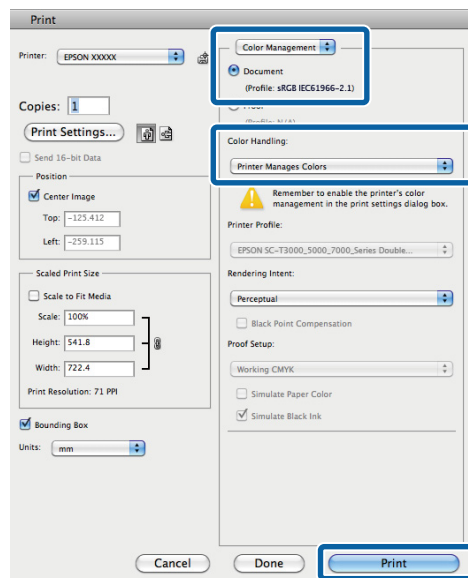 Print
Printer: EPSON XXXXX
Copies: 1
Print Settings...
Send 16-bit Data
Position
Center Image
Top: -125.412
Left: -259.115
Scaled Print Size
Scale to Fit Media
Scale: 100%
Height: 541.8
Width: 722.4
Print Resolution: 71 PPI
Bounding Box
Units: mm
Color Management
Document
(Profile: sRGB IEC61966-2.1)
Color Handling:
Printer Manages Colors
Remember to enable the printer's color
management in the print settings dialog box.
Printer Profile:
EPSON SC-T3000_5000_7000_Series Double...
Rendering Intent:
Perceptual
Black Point Compensation
Proof Setup:
Working CMYK
Simulate Paper Color
Simulate Black Ink
Cancel
Done
Print